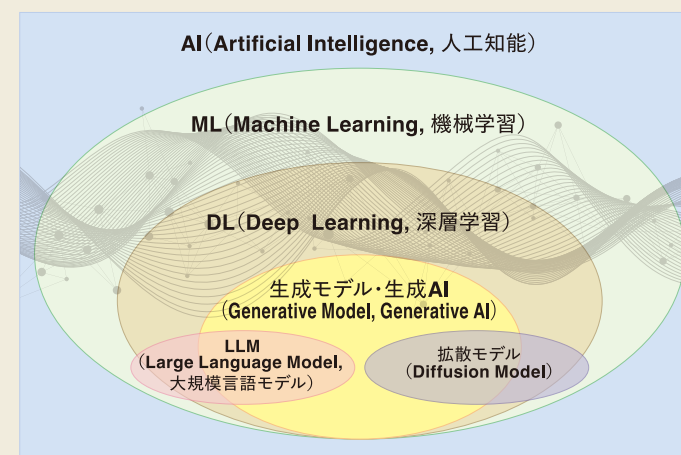 AI（Artificial Intelligence, 人工知能）
ML（Machine Learning, 機械学習）
DL（Deep Learning, 深層学習）
生成モデル・生成AI
（Generative Model, Generative AI）
LLM
（Large Language Model,
大規模言語モデル）
拡散モデル
（Diffusion Model）